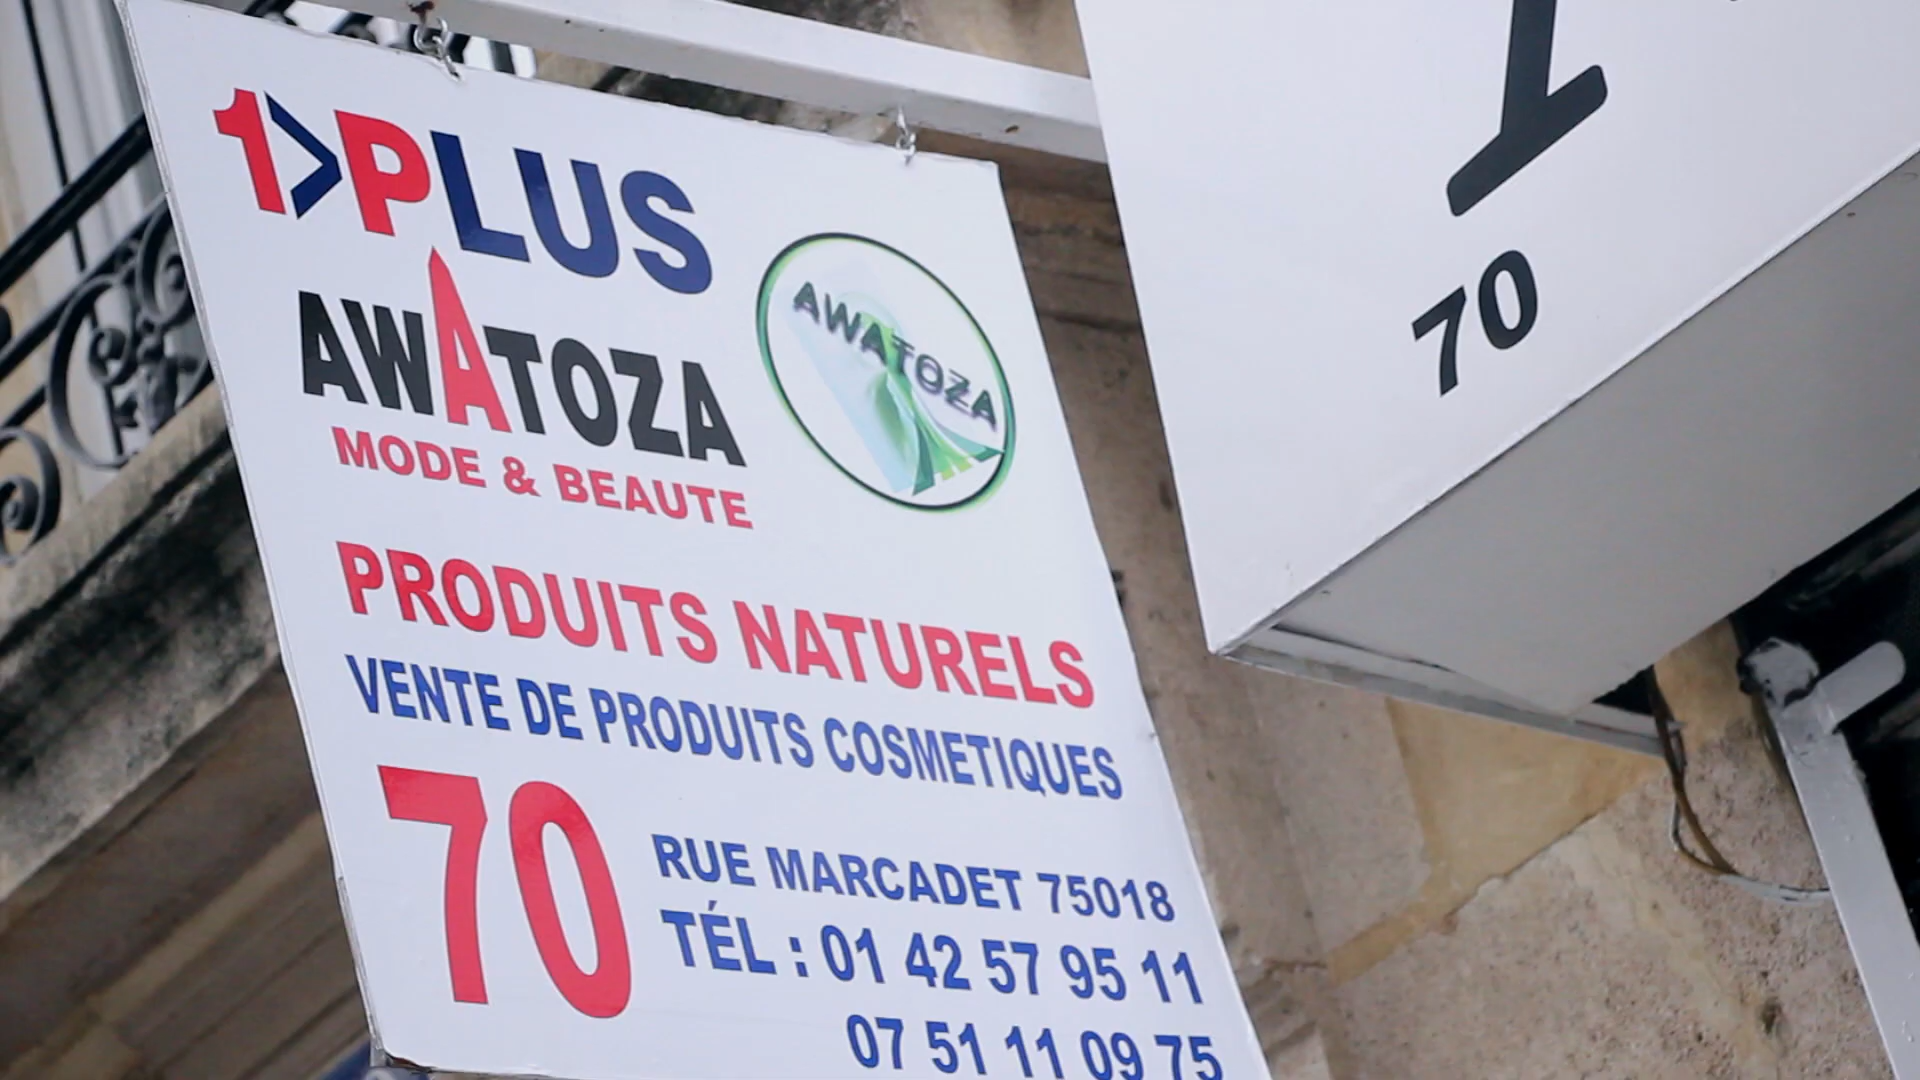 1>PLUS
AWATOZA
MODE & BEAUTE
AWATOZA
PRODUITS NATURELS
VENTE DE PRODUITS COSMETIQUES
70
RUE MARCADET 75018
TÉL : 01 42 57 95 11
07 51 11 09 75
70